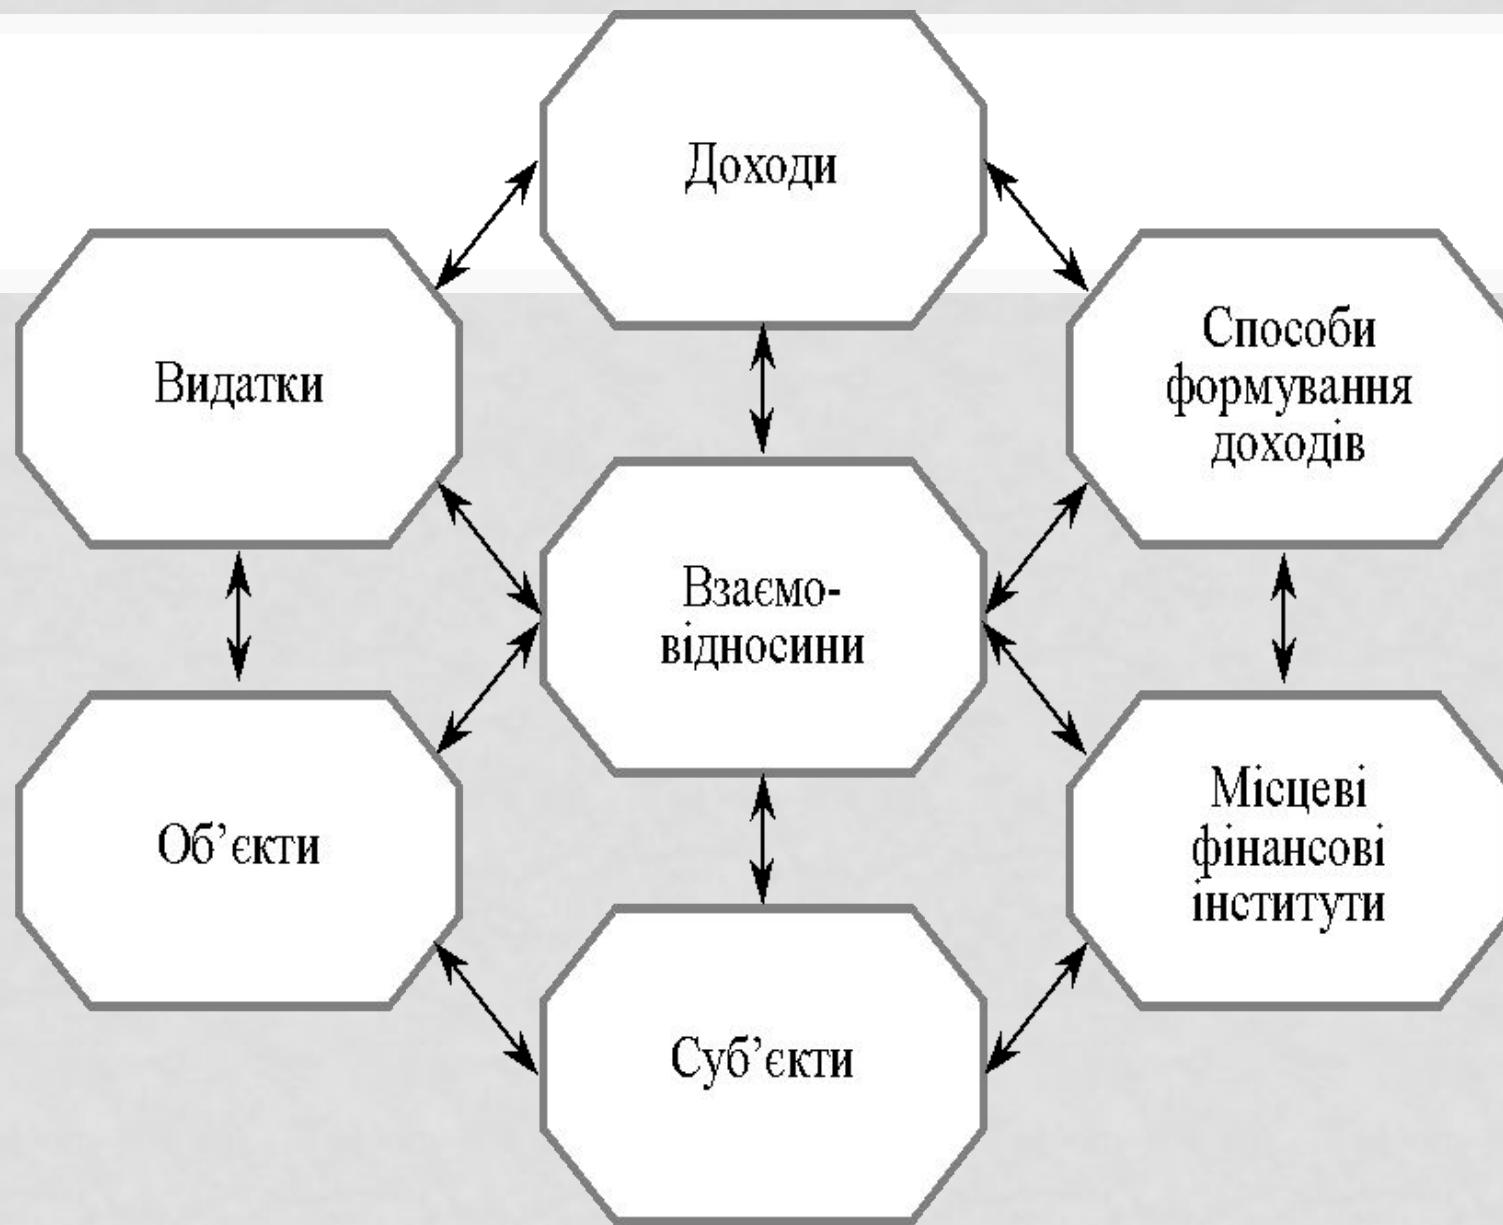 Доходи
Видатки
Способи
формування
доходів
Взаємо-
відносини
Об’єкти
Місцеві
фінансові
інститути
Суб’єкти